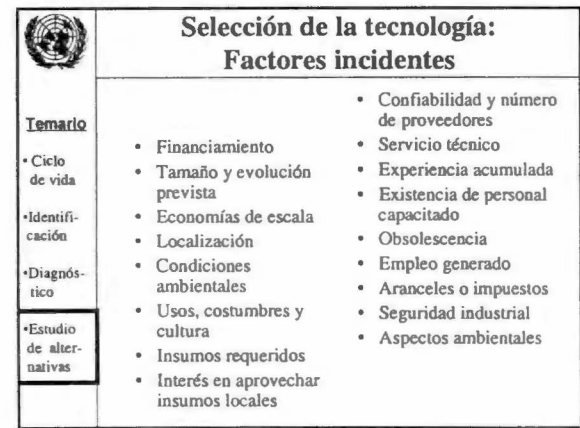 Selección de la tecnología:
Factores incidentes
Temario
• Ciclo
de vida
•Identifi-
cación
•Diagnós-
tico
•Estudio
de alter-
nativas
• Financiamiento
• Tamaño y evolución
prevista
• Economías de escala
• Localización
• Condiciones
ambientales
• Usos, costumbres y
cultura
• Insumos requeridos
• Interés en aprovechar
insumos locales
• Confiabilidad y número
de proveedores
• Servicio técnico
• Experiencia acumulada
• Existencia de personal
capacitado
• Obsolescencia
• Empleo generado
• Aranceles o impuestos
• Seguridad industrial
• Aspectos ambientales